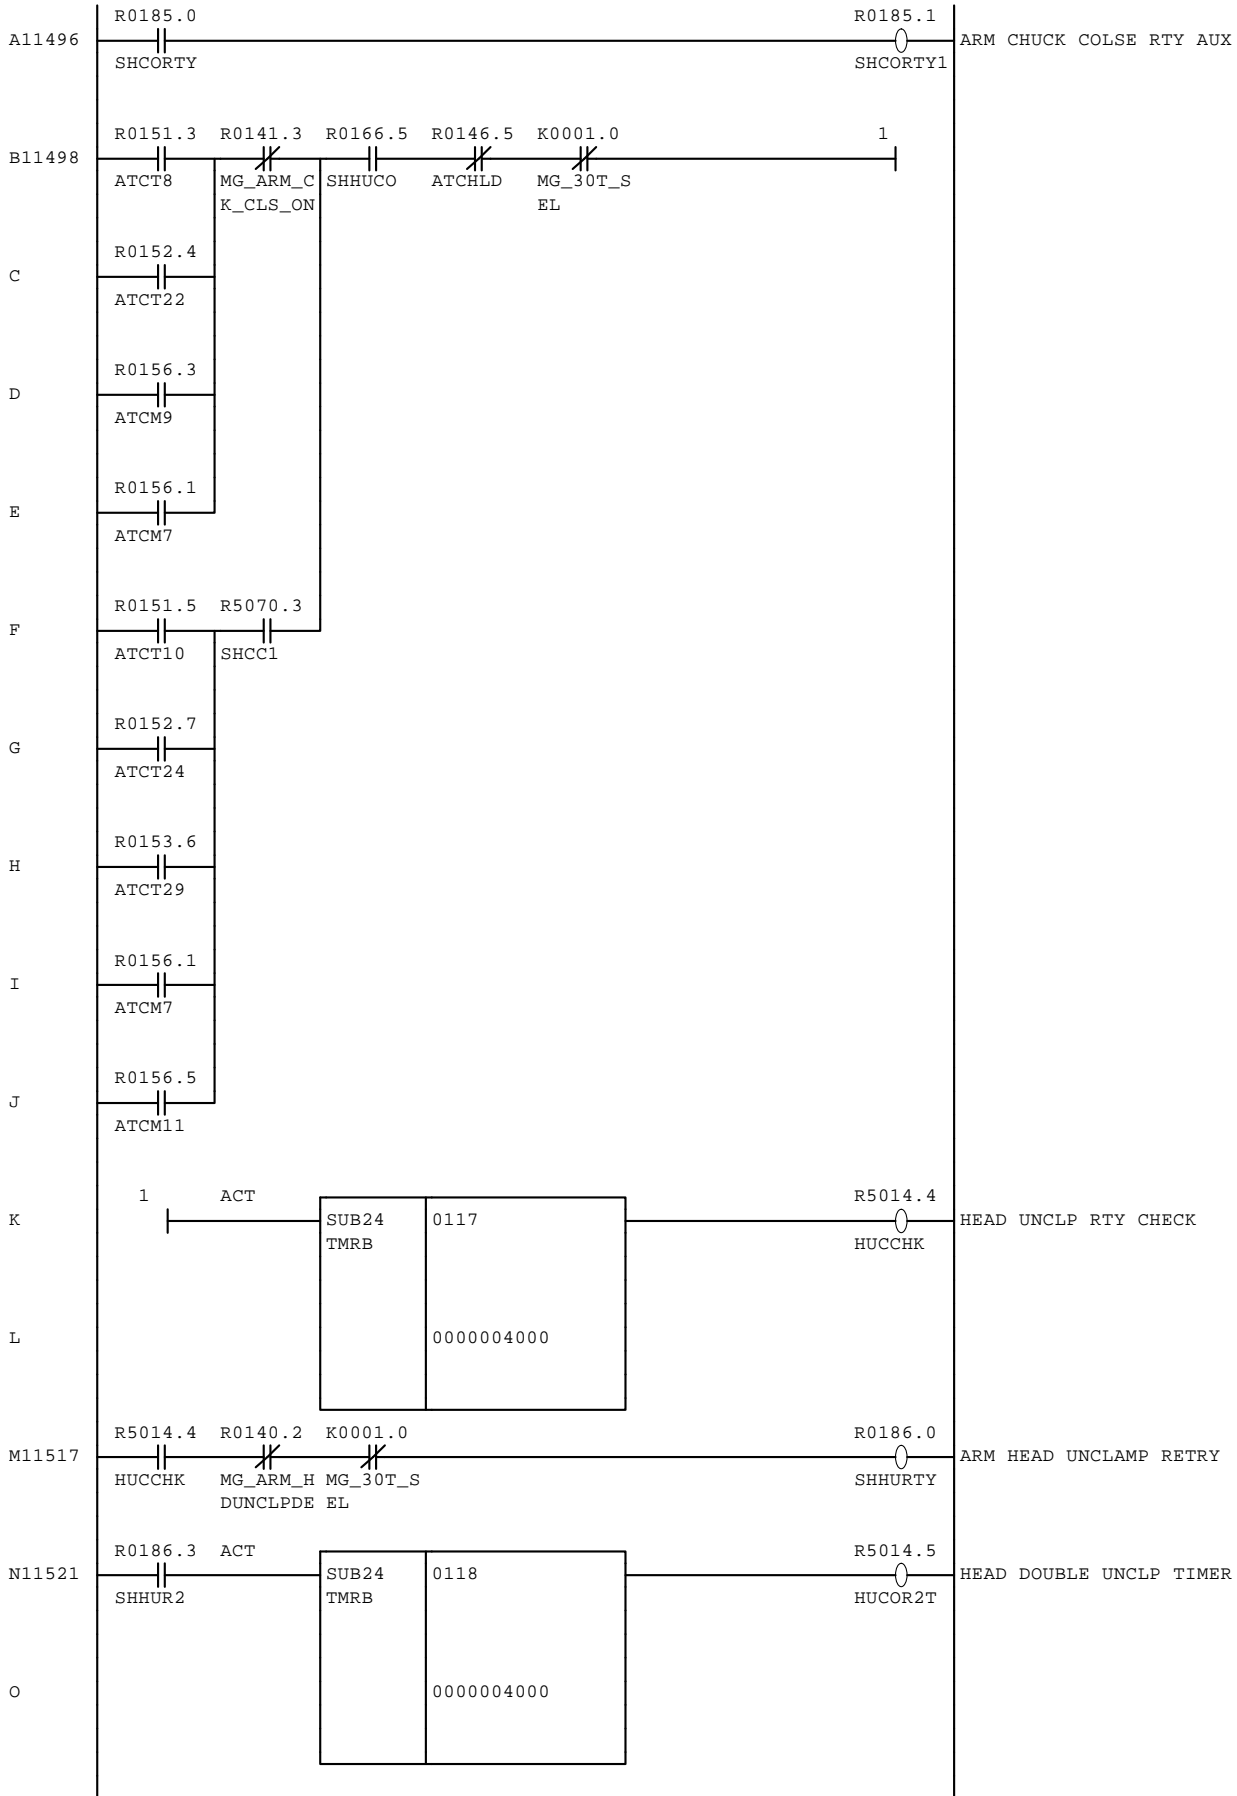 R0185.0 R0185.1
A11496 ARM CHUCK COLSE RTY AUX
SHCORTY SHCORTY1
R0151.3 R0141.3 R0166.5 R0146.5 K0001.0 1
B11498
ATCT8 MG_ARM_C SHHUCO ATCHLD MG_30T_S
K_CLS_ON EL
R0152.4
C
ATCT22
R0156.3
D
ATCM9
R0156.1
E
ATCM7
R0151.5 R5070.3
F
ATCT10 SHCC1
R0152.7
G
ATCT24
R0153.6
H
ATCT29
R0156.1
I
ATCM7
R0156.5
J
ATCM11
1 ACT R5014.4
K SUB24 0117 HEAD UNCLP RTY CHECK
TMRB HUCCHK
L 0000004000
R5014.4 R0140.2 K0001.0 R0186.0
M11517 ARM HEAD UNCLAMP RETRY
HUCCHK MG_ARM_H MG_30T_S SHHURTY
DUNCLPDE EL
R0186.3 ACT R5014.5
N11521 SUB24 0118 HEAD DOUBLE UNCLP TIMER
SHHUR2 TMRB HUCOR2T
O 0000004000